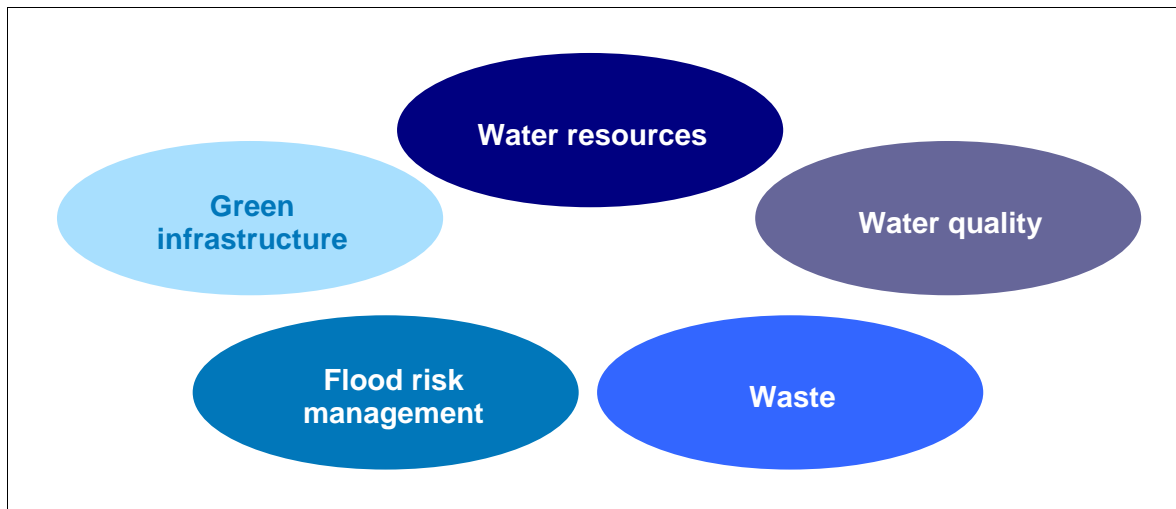 Water resources
Green
infrastructure
Water quality
Flood risk
management
Waste